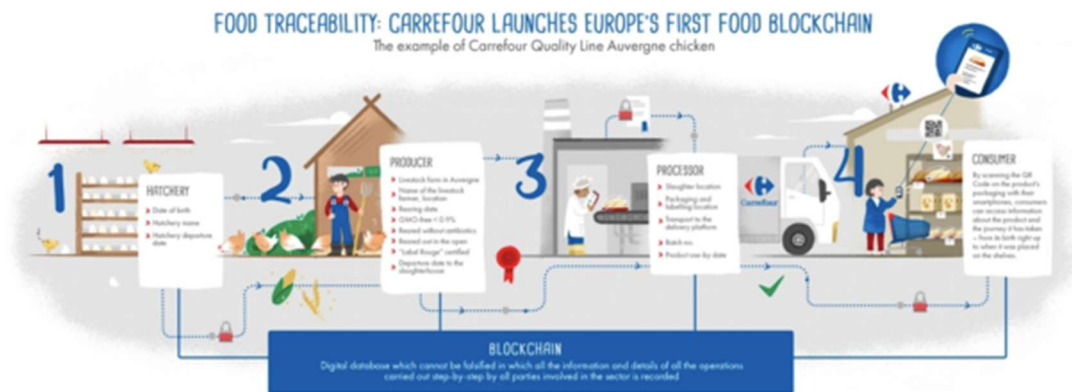 FOOD TRACEABILITY: CARREFOUR LAUNCHES EUROPE'S FIRST FOOD BLOCKCHAIN
The example of Carrefour Quality Line Auvergne chicken
1
HATCHERY
Date of birth
Hatchery name
Hatchery departure
date
2
PRODUCER
Livestock farm in Auvergne
Name of the livestock
farmer, location
Rearing date
GMO-free < 0.9%
Reared without antibiotics
Reared out in the open
"Label Rouge" certified
Departure date to the
slaughterhouse
3
PROCESSOR
Slaughter location
Packaging and
labelling location
Transport to the
delivery platform
Batch no.
Product use by date
Carrefour
4
CONSUMER
By scanning the QR
Code on the product's
packaging with their
smartphones, consumers
can access information
about the product and
the journey it has taken
– from its birth right up
to when it was placed
on the shelves.
BLOCKCHAIN
Digital database which cannot be falsified in which all the information and details of all the operations
carried out step-by-step by all parties involved in the sector is recorded